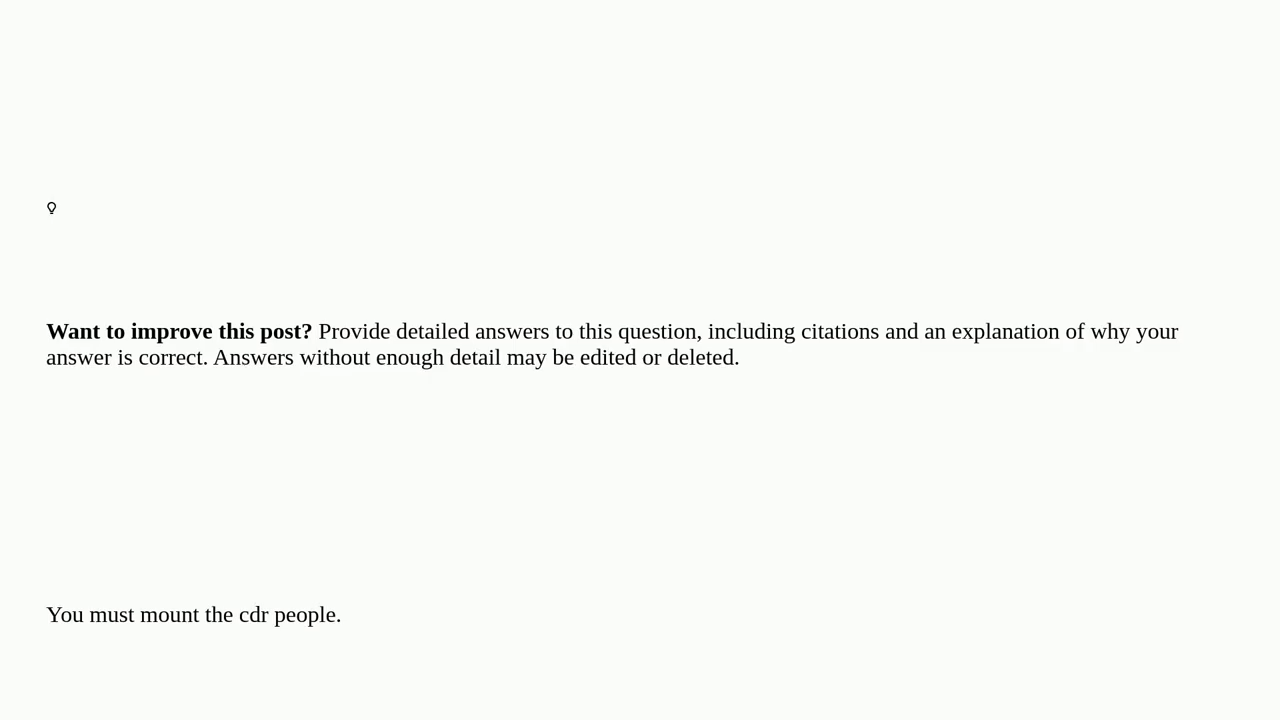 Want to improve this post? Provide detailed answers to this question, including citations and an explanation of why your
answer is correct. Answers without enough detail may be edited or deleted.
You must mount the cdr people.